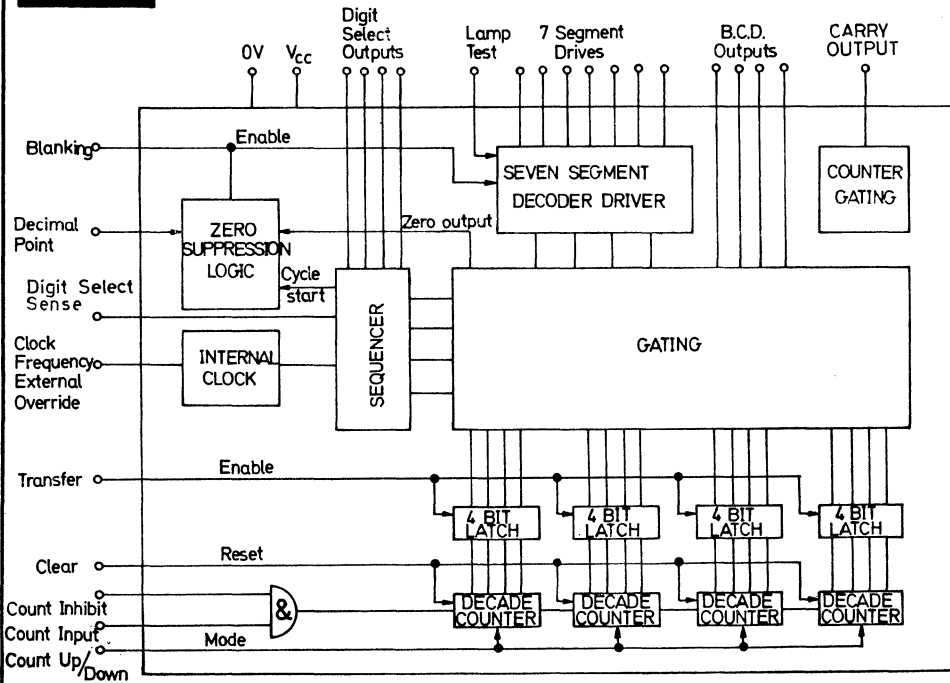 Digit
Select
Outputs
0V
Vcc
Lamp
Test
7 Segment
Drives
B.C.D.
Outputs
CARRY
OUTPUT
Blanking
Enable
SEVEN SEGMENT
DECODER DRIVER
COUNTER
GATING
Decimal
Point
ZERO
SUPPRESSION
LOGIC
Zero output
Cycle
start
Digit Select
Sense
Clock
Frequency
External
Override
INTERNAL
CLOCK
SEQUENCER
GATING
Transfer
Enable
4 BIT
LATCH
4 BIT
LATCH
4 BIT
LATCH
4 BIT
LATCH
Clear
Reset
Count Inhibit
&
DECADE
COUNTER
DECADE
COUNTER
DECADE
COUNTER
DECADE
COUNTER
Count Input
Mode
Count Up/
Down